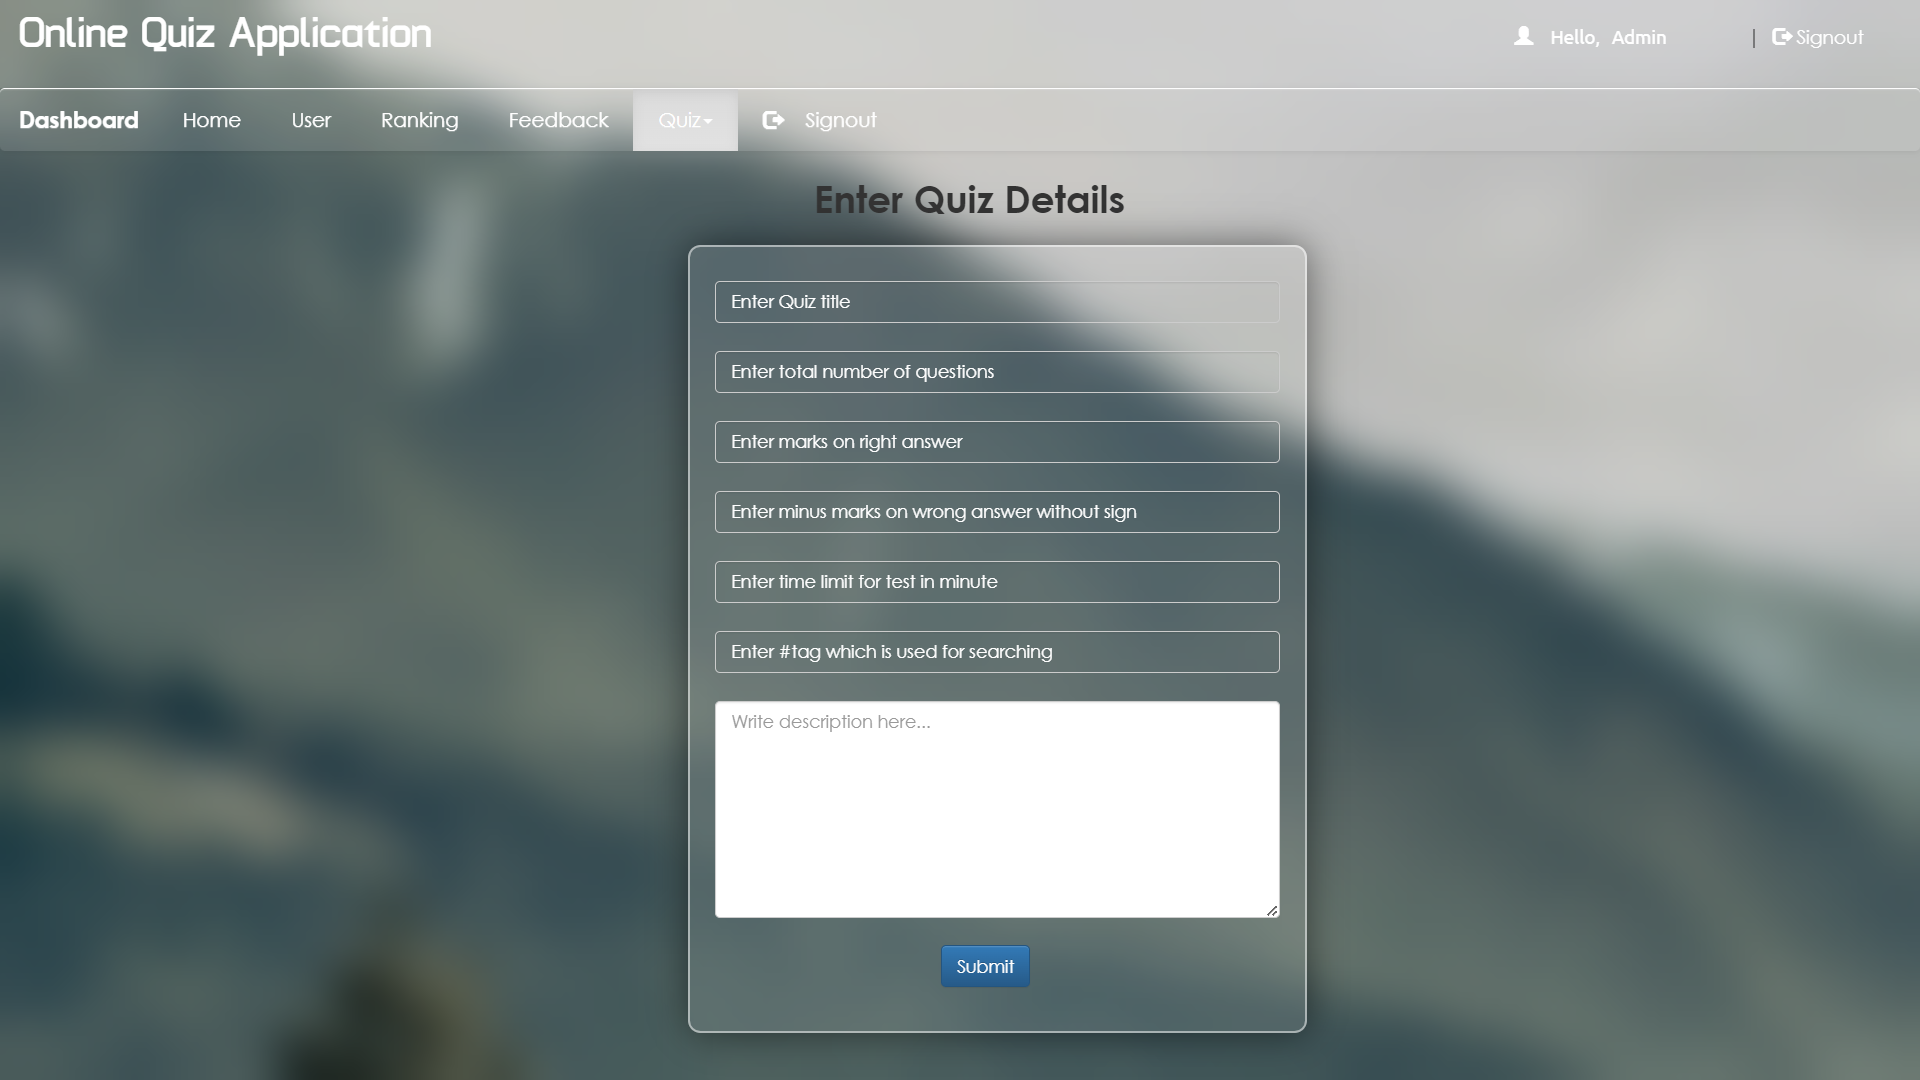 Online Quiz Application
Hello, Admin | Signout
Dashboard Home User Ranking Feedback Quiz Signout
Enter Quiz Details
Enter Quiz title
Enter total number of questions
Enter marks on right answer
Enter minus marks on wrong answer without sign
Enter time limit for test in minute
Enter #tag which is used for searching
Write description here...
Submit